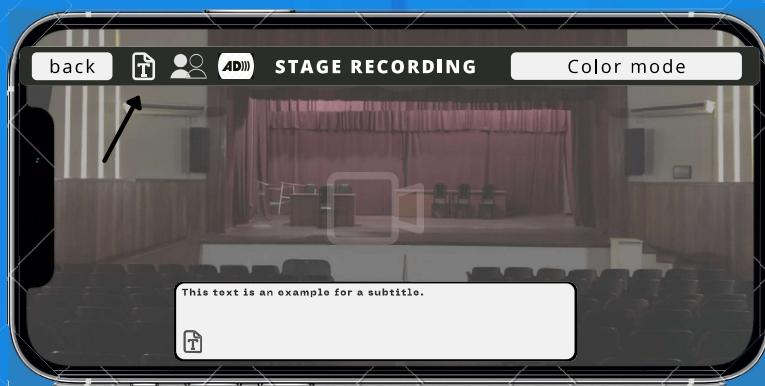 back T AD))) STAGE RECORDING Color mode
This text is an example for a subtitle.
T